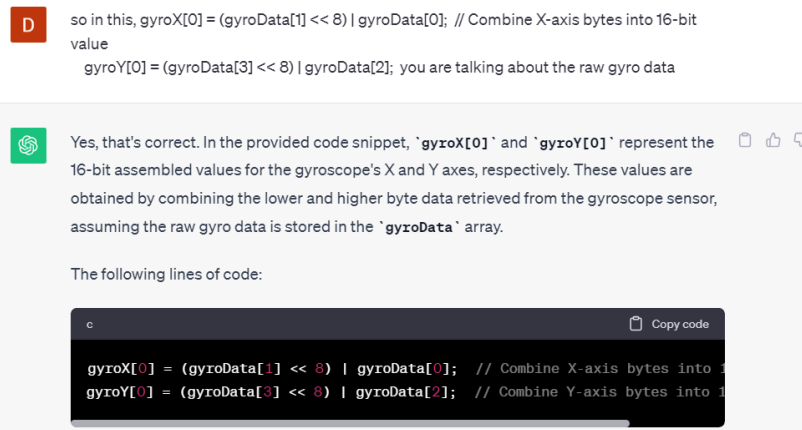 D
so in this, gyroX[0] = (gyroData[1] << 8) | gyroData[0];  // Combine X-axis bytes into 16-bit
value
gyroY[0] = (gyroData[3] << 8) | gyroData[2];  you are talking about the raw gyro data
Yes, that's correct. In the provided code snippet, `gyroX[0]` and `gyroY[0]` represent the
16-bit assembled values for the gyroscope's X and Y axes, respectively. These values are
obtained by combining the lower and higher byte data retrieved from the gyroscope sensor,
assuming the raw gyro data is stored in the `gyroData` array.
The following lines of code:
c Copy code
gyroX[0] = (gyroData[1] << 8) | gyroData[0];  // Combine X-axis bytes into 1
gyroY[0] = (gyroData[3] << 8) | gyroData[2];  // Combine Y-axis bytes into 1